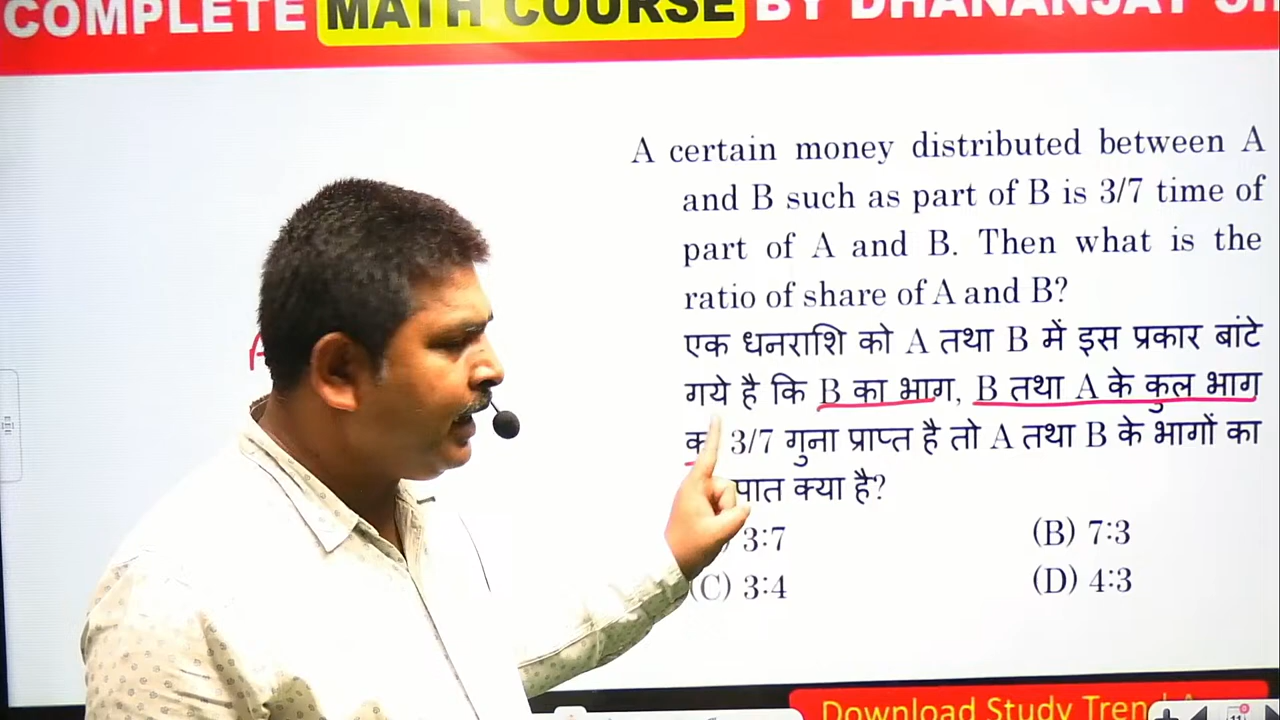 COMPLETE MATH COURSE BY DHANANJAY
A certain money distributed between A
and B such as part of B is 3/7 time of
part of A and B. Then what is the
ratio of share of A and B?
एक धनराशि को A तथा B में इस प्रकार बांटे
गये है कि B का भाग, B तथा A के कुल भाग
3/7 गुना प्राप्त है तो A तथा B के भागों का
पात क्या है?
3:7 (B) 7:3
(C) 3:4 (D) 4:3
Download Study